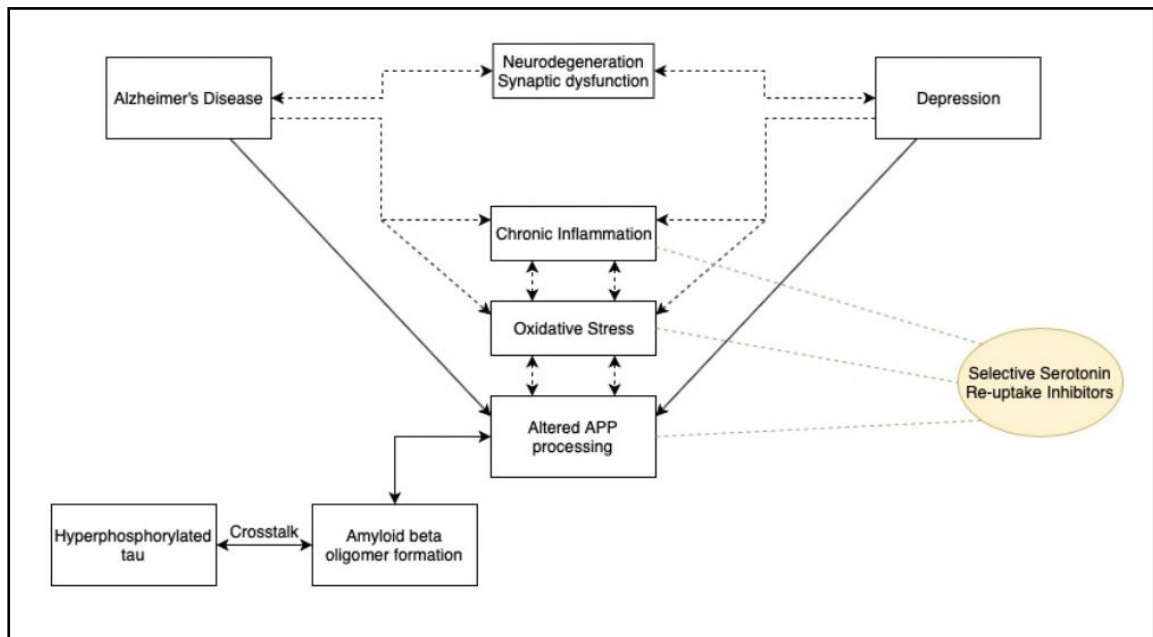 Neurodegeneration
Synaptic dysfunction
Alzheimer's Disease
Depression
Chronic Inflammation
Oxidative Stress
Selective Serotonin
Re-uptake Inhibitors
Altered APP
processing
Hyperphosphorylated
tau
Crosstalk
Amyloid beta
oligomer formation